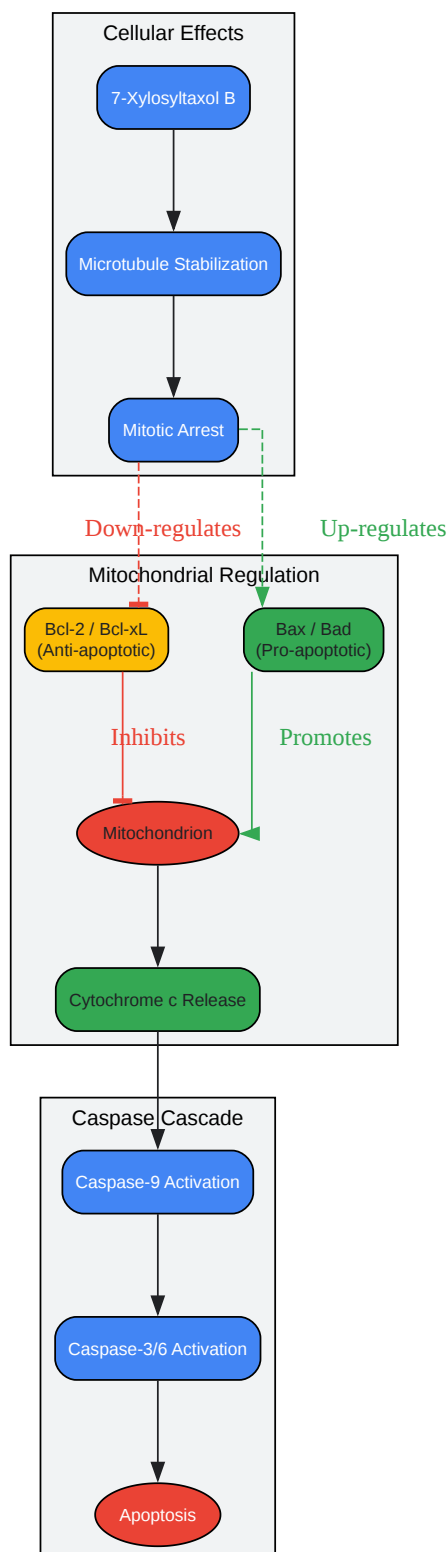 Cellular Effects
7-Xylosyltaxol B
Microtubule Stabilization
Mitotic Arrest
Down-regulates
Up-regulates
Mitochondrial Regulation
Bcl-2 / Bcl-xL
(Anti-apoptotic)
Bax / Bad
(Pro-apoptotic)
Inhibits
Promotes
Mitochondrion
Cytochrome c Release
Caspase Cascade
Caspase-9 Activation
Caspase-3/6 Activation
Apoptosis